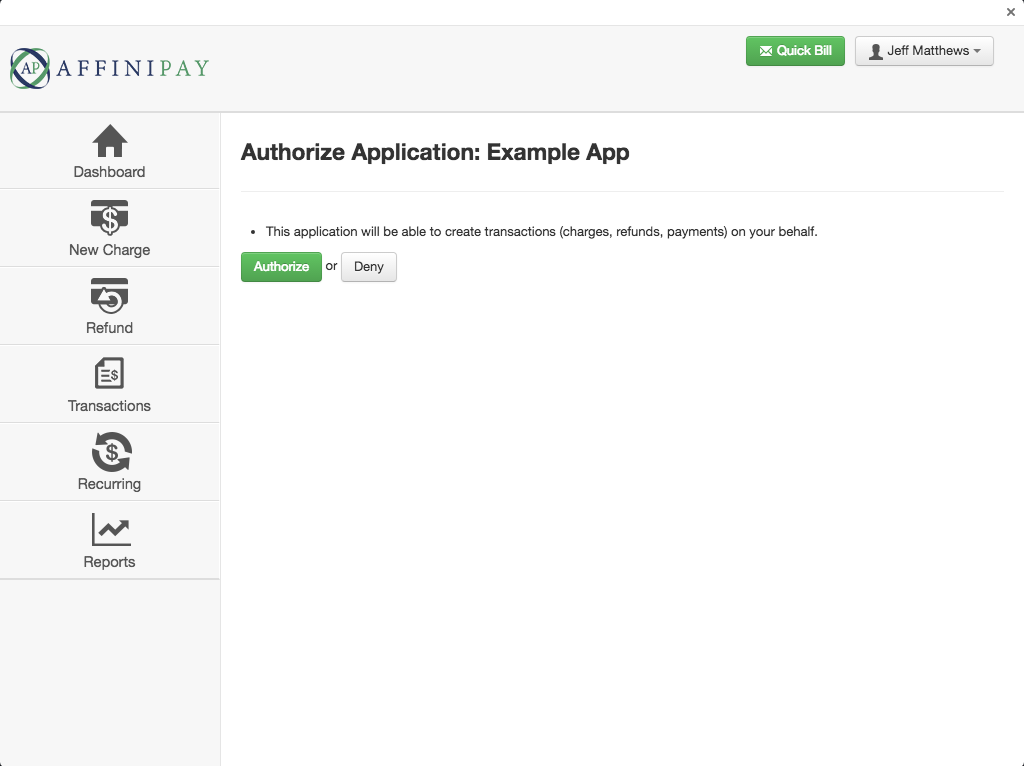 ×
AP AFFINIPAY
Quick Bill
Jeff Matthews
Dashboard
$
New Charge
Refund
$
Transactions
$
Recurring
Reports
Authorize Application: Example App
• This application will be able to create transactions (charges, refunds, payments) on your behalf.
Authorize or Deny